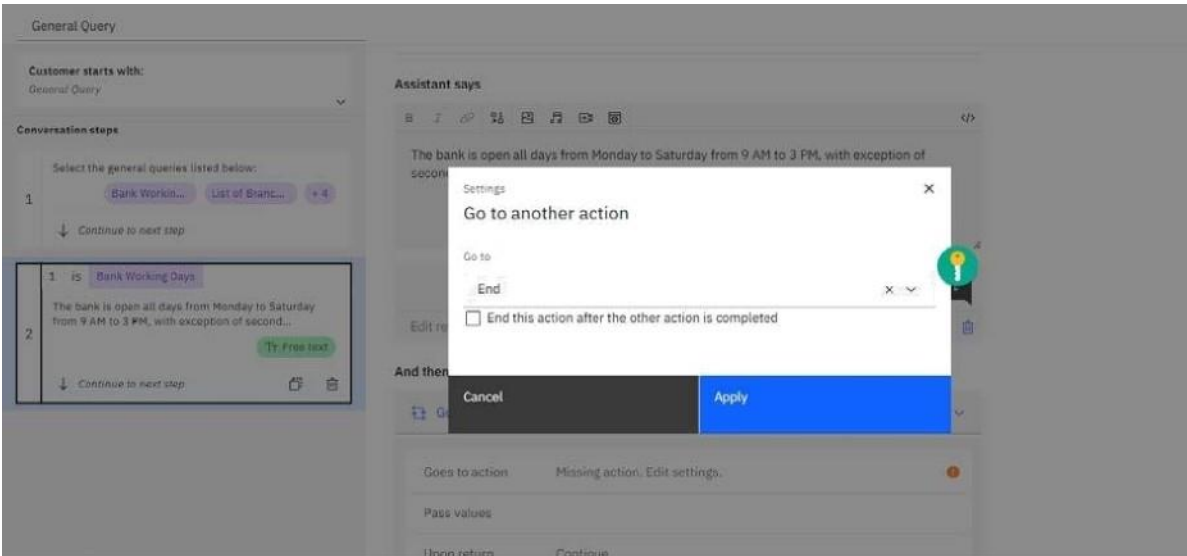 General Query
Customer starts with:
General Query
Conversation steps
1
Select the general queries listed below:
Bank Workin... List of Branc... + 4
Continue to next step
2
1 is Bank Working Days
The bank is open all days from Monday to Saturday
from 9 AM to 3 PM, with exception of second...
Free text
Continue to next step
Assistant says
B I </>
The bank is open all days from Monday to Saturday from 9 AM to 3 PM, with exception of
Settings
Go to another action
Go to
End
End this action after the other action is completed
Cancel
Apply
And then
Goes to action Missing action. Edit settings.
Pass values
Upon return Continue